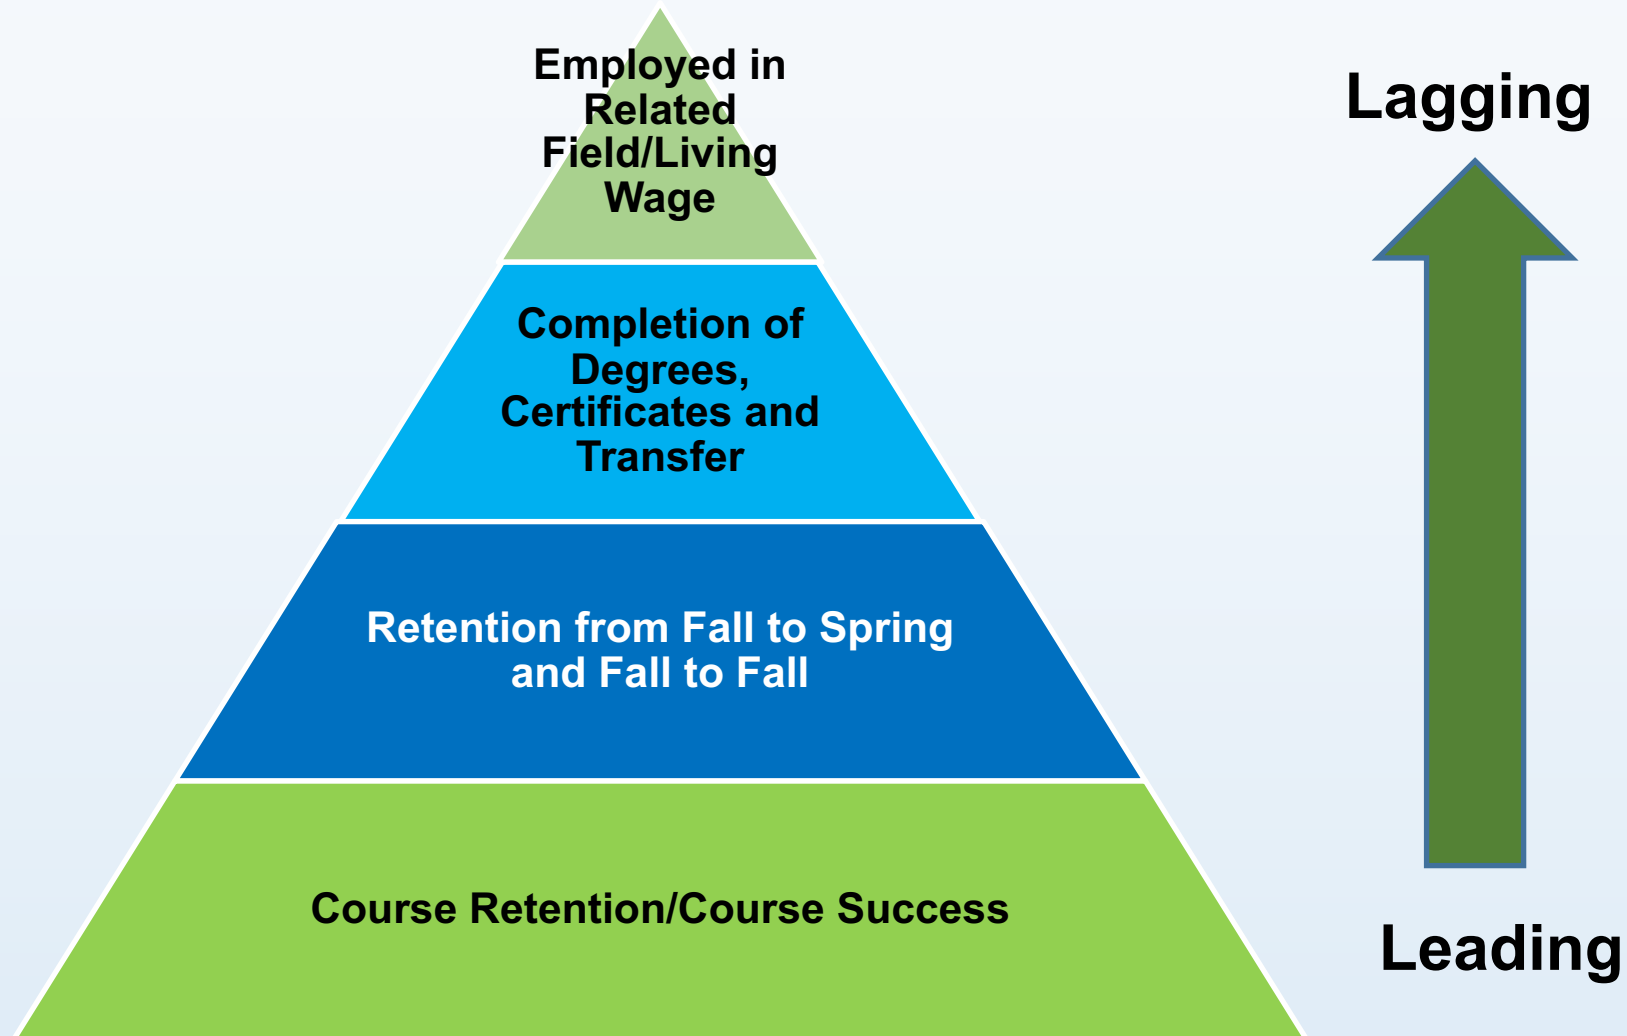 Employed in
Related
Field/Living
Wage
Lagging
Completion of
Degrees,
Certificates and
Transfer
Retention from Fall to Spring
and Fall to Fall
Course Retention/Course Success
Leading